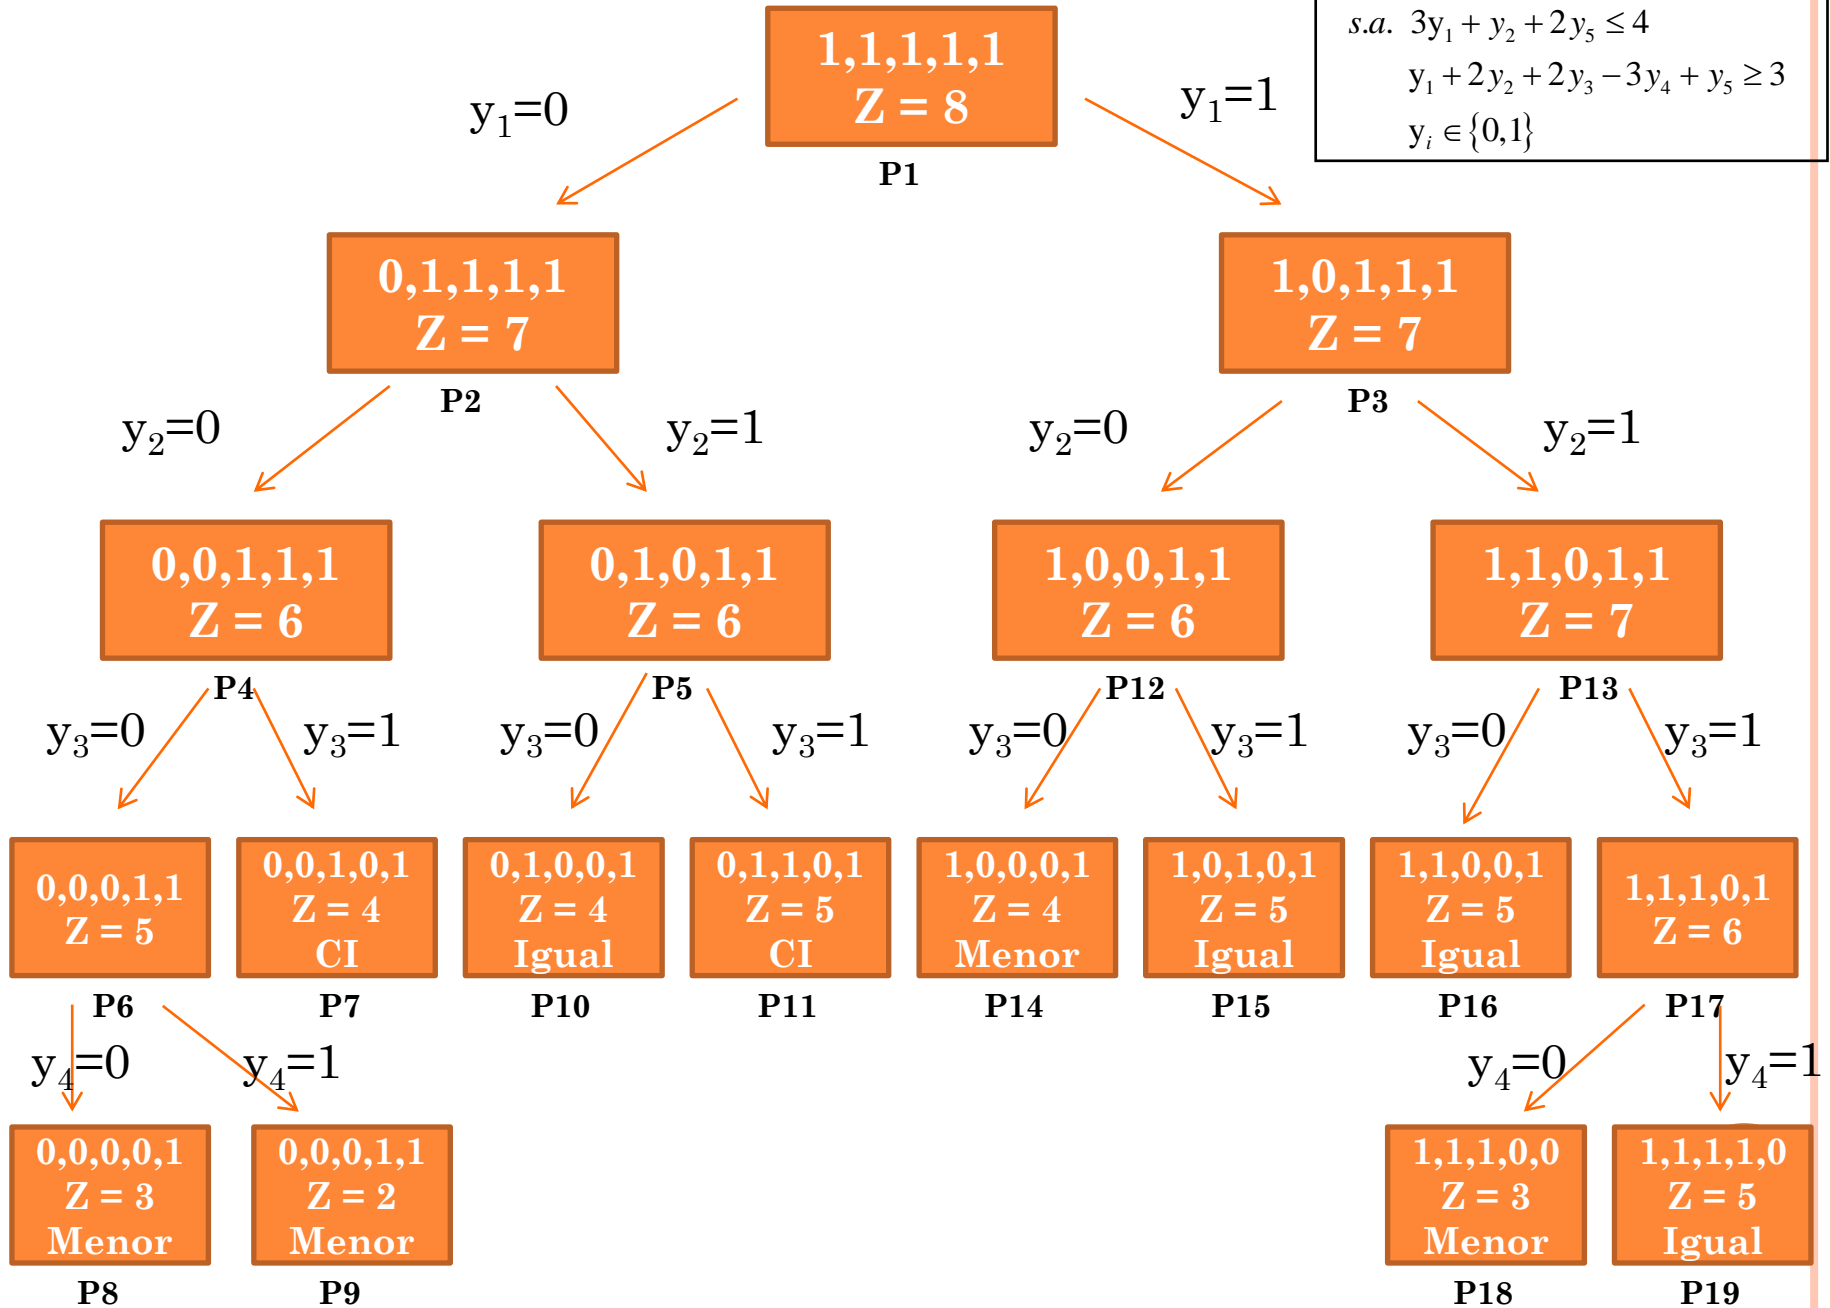 s.a. 3y₁ + y₂ + 2y₅ ≤ 4
y₁ + 2y₂ + 2y₃ − 3y₄ + y₅ ≥ 3
yᵢ ∈ {0,1}
1,1,1,1,1
Z = 8
P1
y₁=0
y₁=1
0,1,1,1,1
Z = 7
P2
1,0,1,1,1
Z = 7
P3
y₂=0
y₂=1
y₂=0
y₂=1
0,0,1,1,1
Z = 6
P4
0,1,0,1,1
Z = 6
P5
1,0,0,1,1
Z = 6
P12
1,1,0,1,1
Z = 7
P13
y₃=0
y₃=1
y₃=0
y₃=1
y₃=0
y₃=1
y₃=0
y₃=1
0,0,0,1,1
Z = 5
P6
0,0,1,0,1
Z = 4
CI
P7
0,1,0,0,1
Z = 4
Igual
P10
0,1,1,0,1
Z = 5
CI
P11
1,0,0,0,1
Z = 4
Menor
P14
1,0,1,0,1
Z = 5
Igual
P15
1,1,0,0,1
Z = 5
Igual
P16
1,1,1,0,1
Z = 6
P17
y₄=0
y₄=1
y₄=0
y₄=1
0,0,0,0,1
Z = 3
Menor
P8
0,0,0,1,1
Z = 2
Menor
P9
1,1,1,0,0
Z = 3
Menor
P18
1,1,1,1,0
Z = 5
Igual
P19